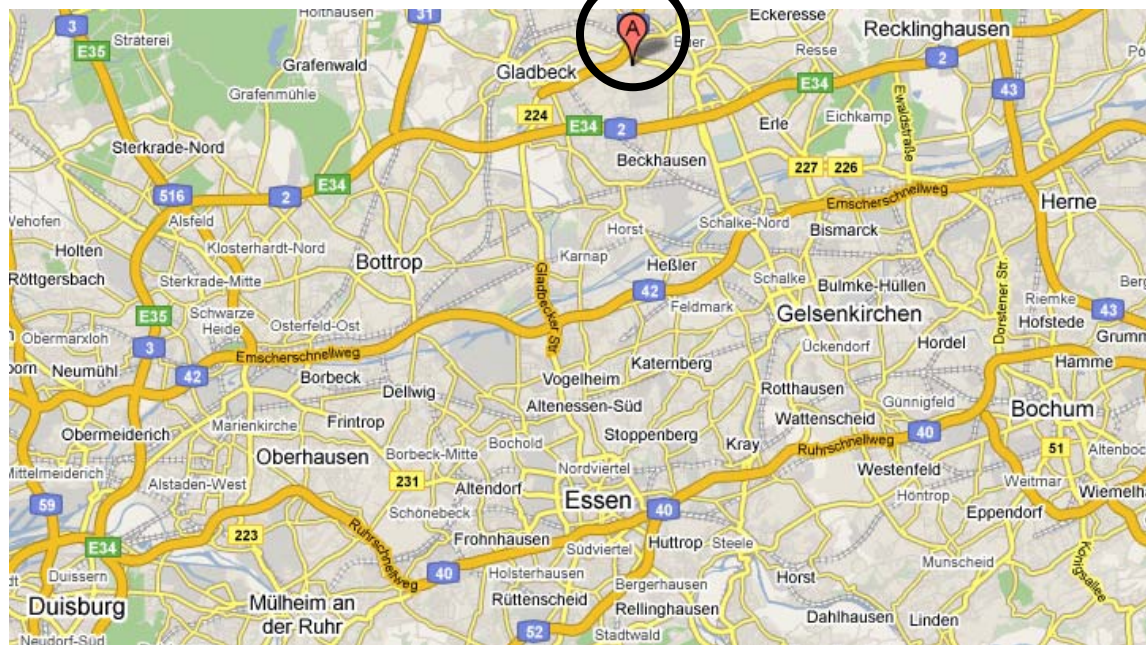 3
E35
Straterei
Holthausen
31
Grafenwald
Grafenmühle
Gladbeck
A
Buer
Eckeresse
Resse
Recklinghausen
2
E34
43
224
E34
2
Erle
Eichkamp
Ewaldstraße
Sterkrade-Nord
Beckhausen
227
226
516
2
E34
Emscherschnellweg
Herne
Alsfeld
Holten
Klosterhardt-Nord
Horst
Schalke-Nord
Bismarck
Röttgersbach
Sterkrade-Mitte
Bottrop
Karnap
Heßler
Schalke
Bulmke-Hüllen
Gladbecker Str
42
Feldmark
Gelsenkirchen
Dorstener Str
Riemke
Hofstede
43
E35
Schwarze
Heide
Osterfeld-Ost
Obermarxloh
3
Emscherschnellweg
Ückendorf
Hordel
Hamme
Neumühl
42
Borbeck
Dellwig
Vogelheim
Katernberg
Rotthausen
Günnigfeld
Altenessen-Süd
Wattenscheid
Bochum
Obermeiderich
Marienkirche
Frintrop
Bochold
Stoppenberg
Kray
Ruhrschnellweg
40
51
Oberhausen
Borbeck-Mitte
Nordviertel
Westenfeld
Mittelmeiderich
Alstaden-West
231
Altendorf
Essen
Höntrop
Weitmar
59
Schönebeck
40
Eppendorf
E34
223
Ruhrschnellweg
Frohnhausen
Südviertel
Huttrop
Steele
Munscheid
Königsallee
Duissern
40
Holsterhausen
Bergerhausen
Horst
Duisburg
Mülheim an
der Ruhr
Rüttenscheid
Rellinghausen
Dahlhausen
Linden
Neudorf-Süd
52
Stadtwald